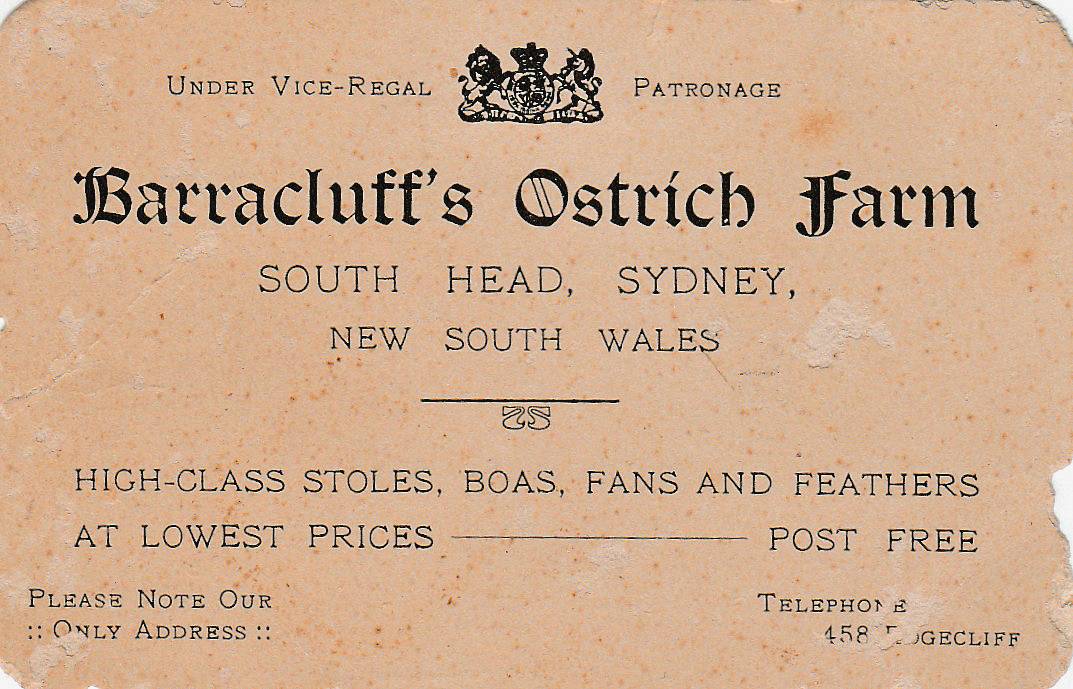 Under Vice-Regal Patronage
Barracluff's Ostrich Farm
SOUTH HEAD, SYDNEY,
NEW SOUTH WALES
HIGH-CLASS STOLES, BOAS, FANS AND FEATHERS
AT LOWEST PRICES ——— POST FREE
Please Note Our
:: Only Address ::
Telephone
458 Edgecliff